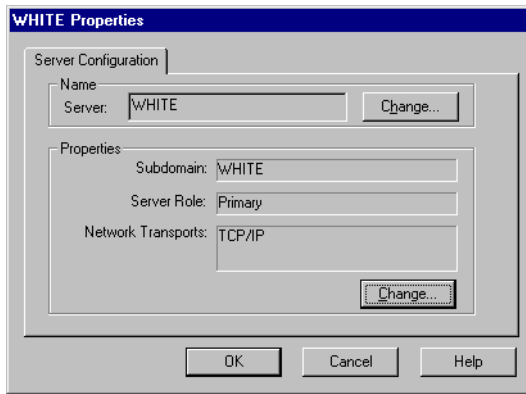 WHITE Properties
Server Configuration
Name
Server: WHITE Change...
Properties
Subdomain: WHITE
Server Role: Primary
Network Transports: TCP/IP
Change...
OK Cancel Help